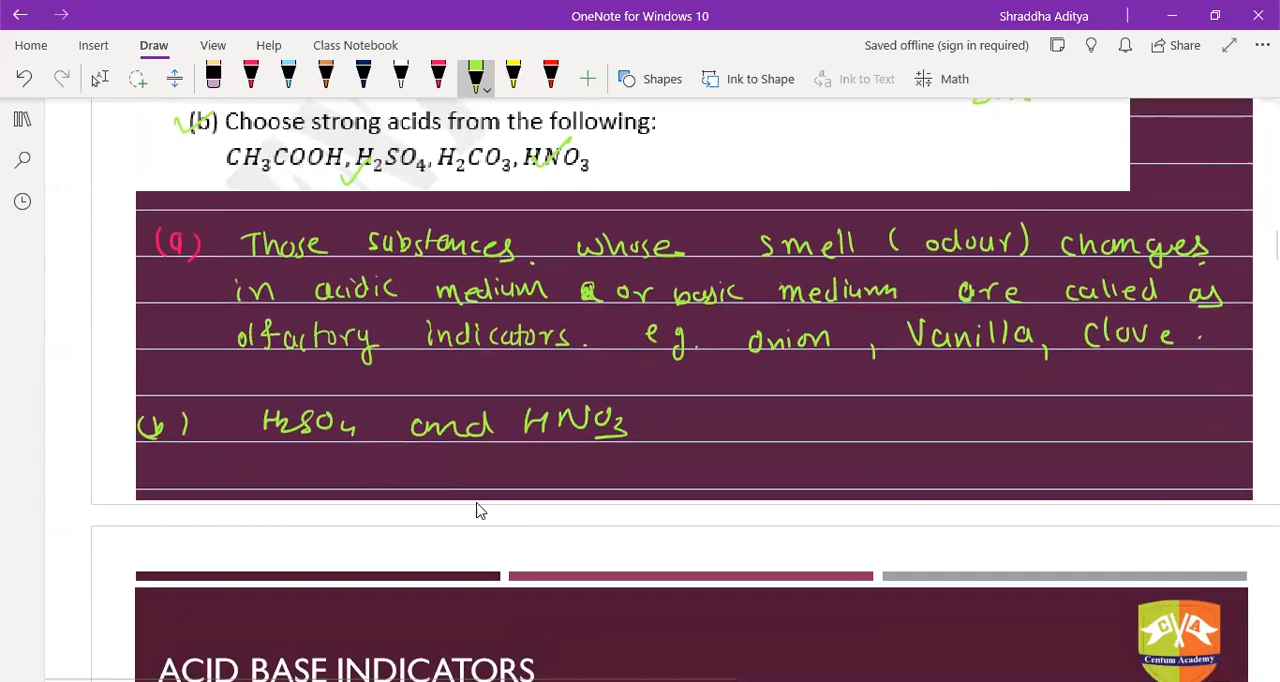 OneNote for Windows 10
Shraddha Aditya
Home Insert Draw View Help Class Notebook
Saved offline (sign in required)
Share
Shapes
Ink to Shape
Ink to Text
Math
(b) Choose strong acids from the following:
CH₃COOH, H₂SO₄, H₂CO₃, HNO₃
(a) Those substances whose smell (odour) changes
in acidic medium or basic medium are called as
olfactory indicators. e.g. onion, Vanilla, Clove.
(b) H₂SO₄ and HNO₃
ACID BASE INDICATORS
C A
Centum Academy